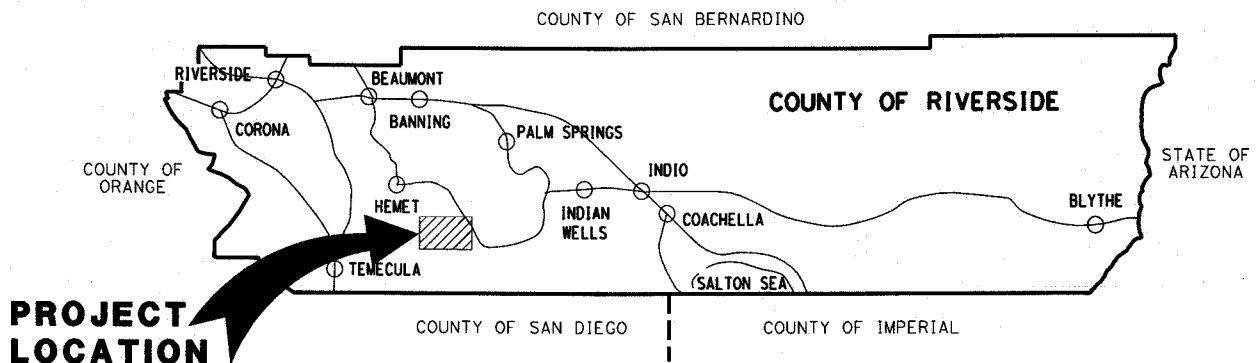 COUNTY OF SAN BERNARDINO
RIVERSIDE
BEAUMONT
COUNTY OF RIVERSIDE
CORONA
BANNING
PALM SPRINGS
COUNTY OF
ORANGE
STATE OF
ARIZONA
INDIO
HEMET
INDIAN
WELLS
COACHELLA
BLYTHE
TEMECULA
SALTON SEA
PROJECT
LOCATION
COUNTY OF SAN DIEGO
COUNTY OF IMPERIAL